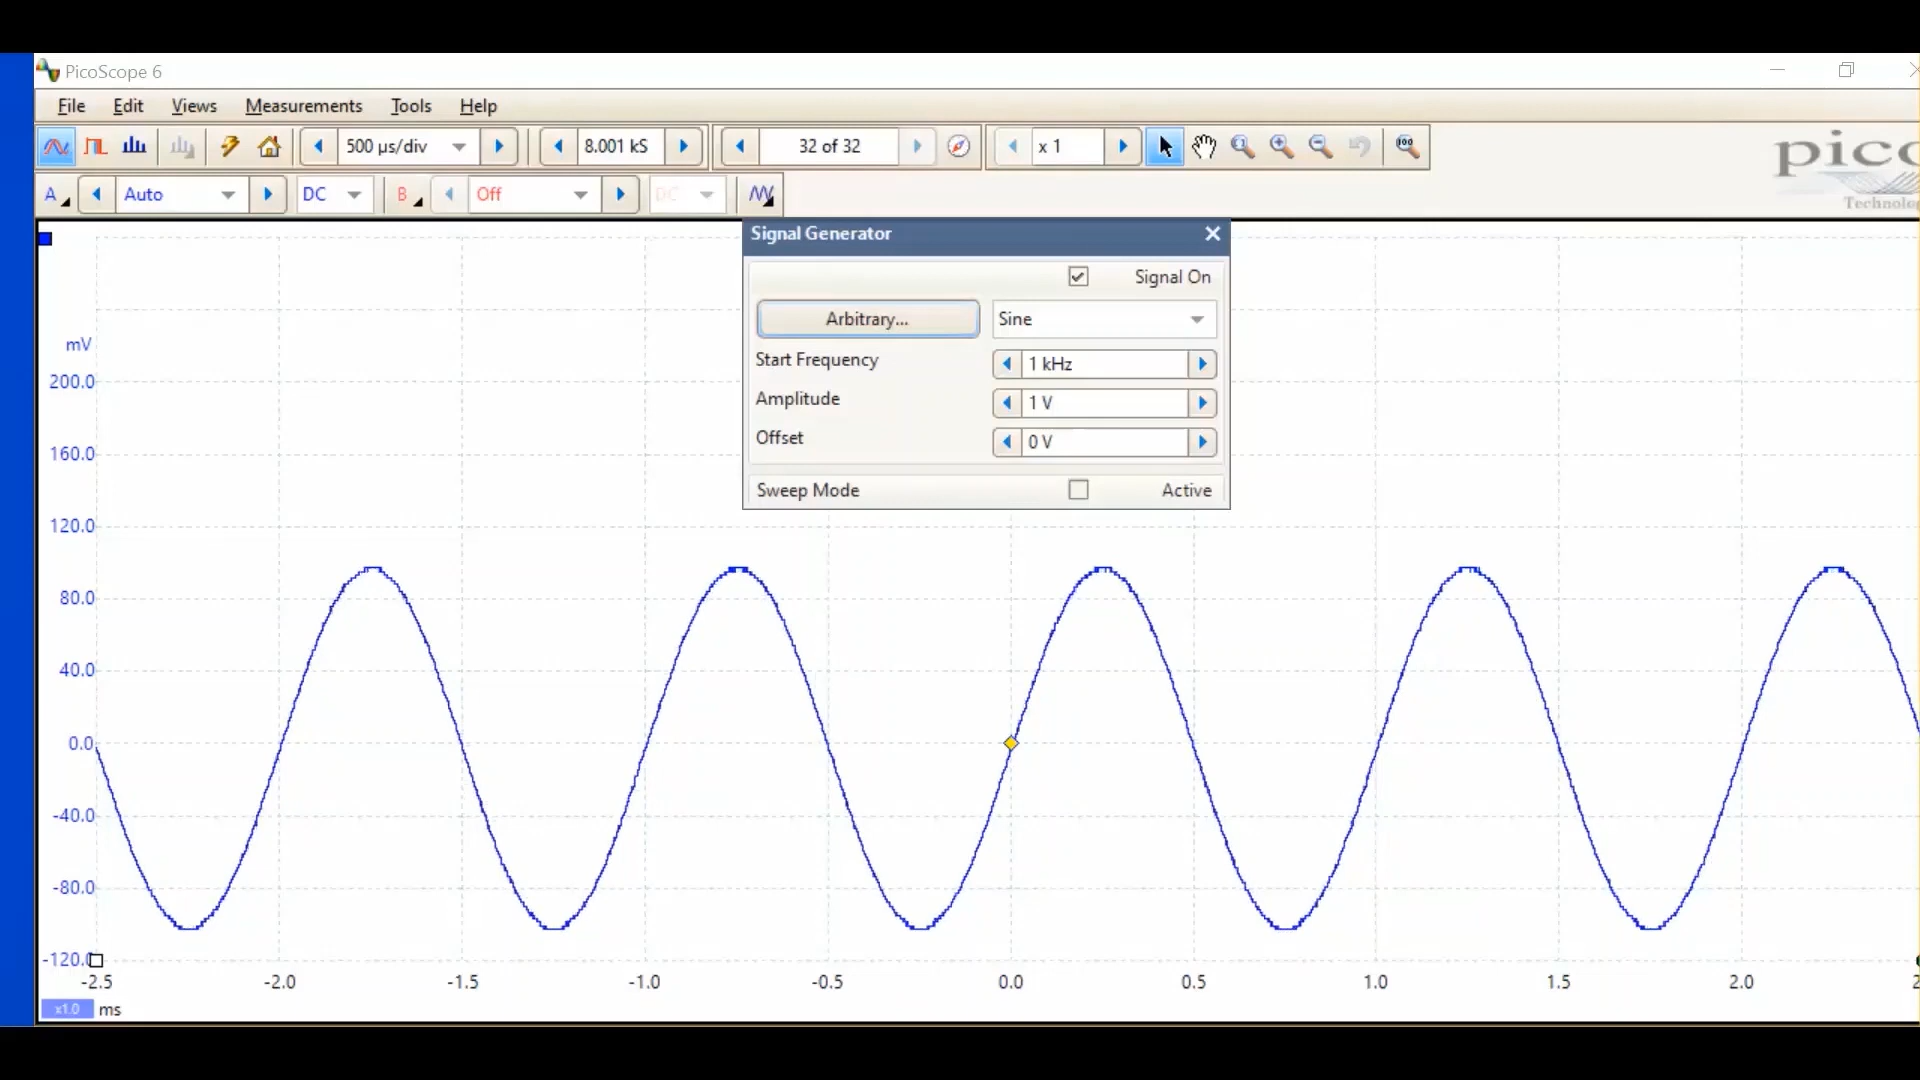 PicoScope 6
File Edit Views Measurements Tools Help
500 µs/div 8.001 kS 32 of 32 x 1
A Auto DC B Off DC
pico
Technolog
Signal Generator
Signal On
Arbitrary... Sine
Start Frequency 1 kHz
Amplitude 1 V
Offset 0 V
Sweep Mode Active
mV
200.0
160.0
120.0
80.0
40.0
0.0
-40.0
-80.0
-120.0
-2.5 -2.0 -1.5 -1.0 -0.5 0.0 0.5 1.0 1.5 2.0 2
x1.0 ms